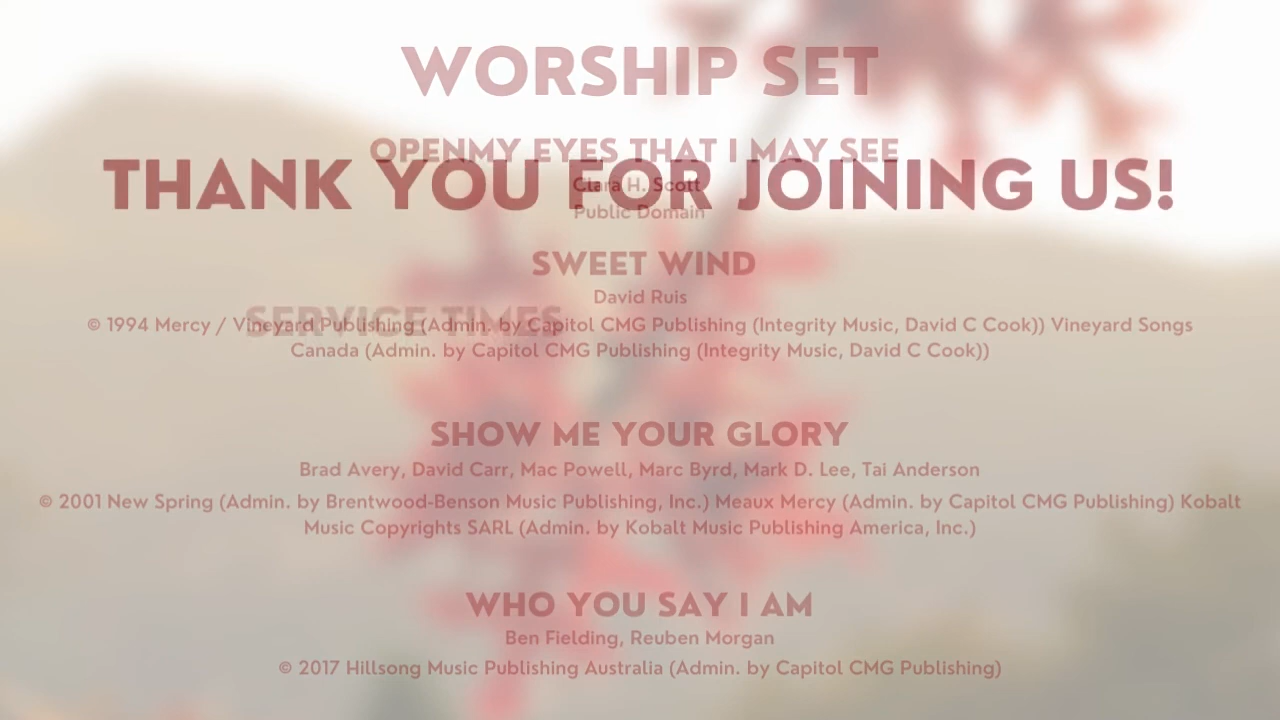 WORSHIP SET
OPENMY EYES THAT I MAY SEE
THANK YOU FOR JOINING US!
Clara H. Scott
Public Domain
SWEET WIND
David Ruis
SERVICE TIMES
© 1994 Mercy / Vineyard Publishing (Admin. by Capitol CMG Publishing (Integrity Music, David C Cook)) Vineyard Songs
Canada (Admin. by Capitol CMG Publishing (Integrity Music, David C Cook))
SHOW ME YOUR GLORY
Brad Avery, David Carr, Mac Powell, Marc Byrd, Mark D. Lee, Tai Anderson
© 2001 New Spring (Admin. by Brentwood-Benson Music Publishing, Inc.) Meaux Mercy (Admin. by Capitol CMG Publishing) Kobalt
Music Copyrights SARL (Admin. by Kobalt Music Publishing America, Inc.)
WHO YOU SAY I AM
Ben Fielding, Reuben Morgan
© 2017 Hillsong Music Publishing Australia (Admin. by Capitol CMG Publishing)